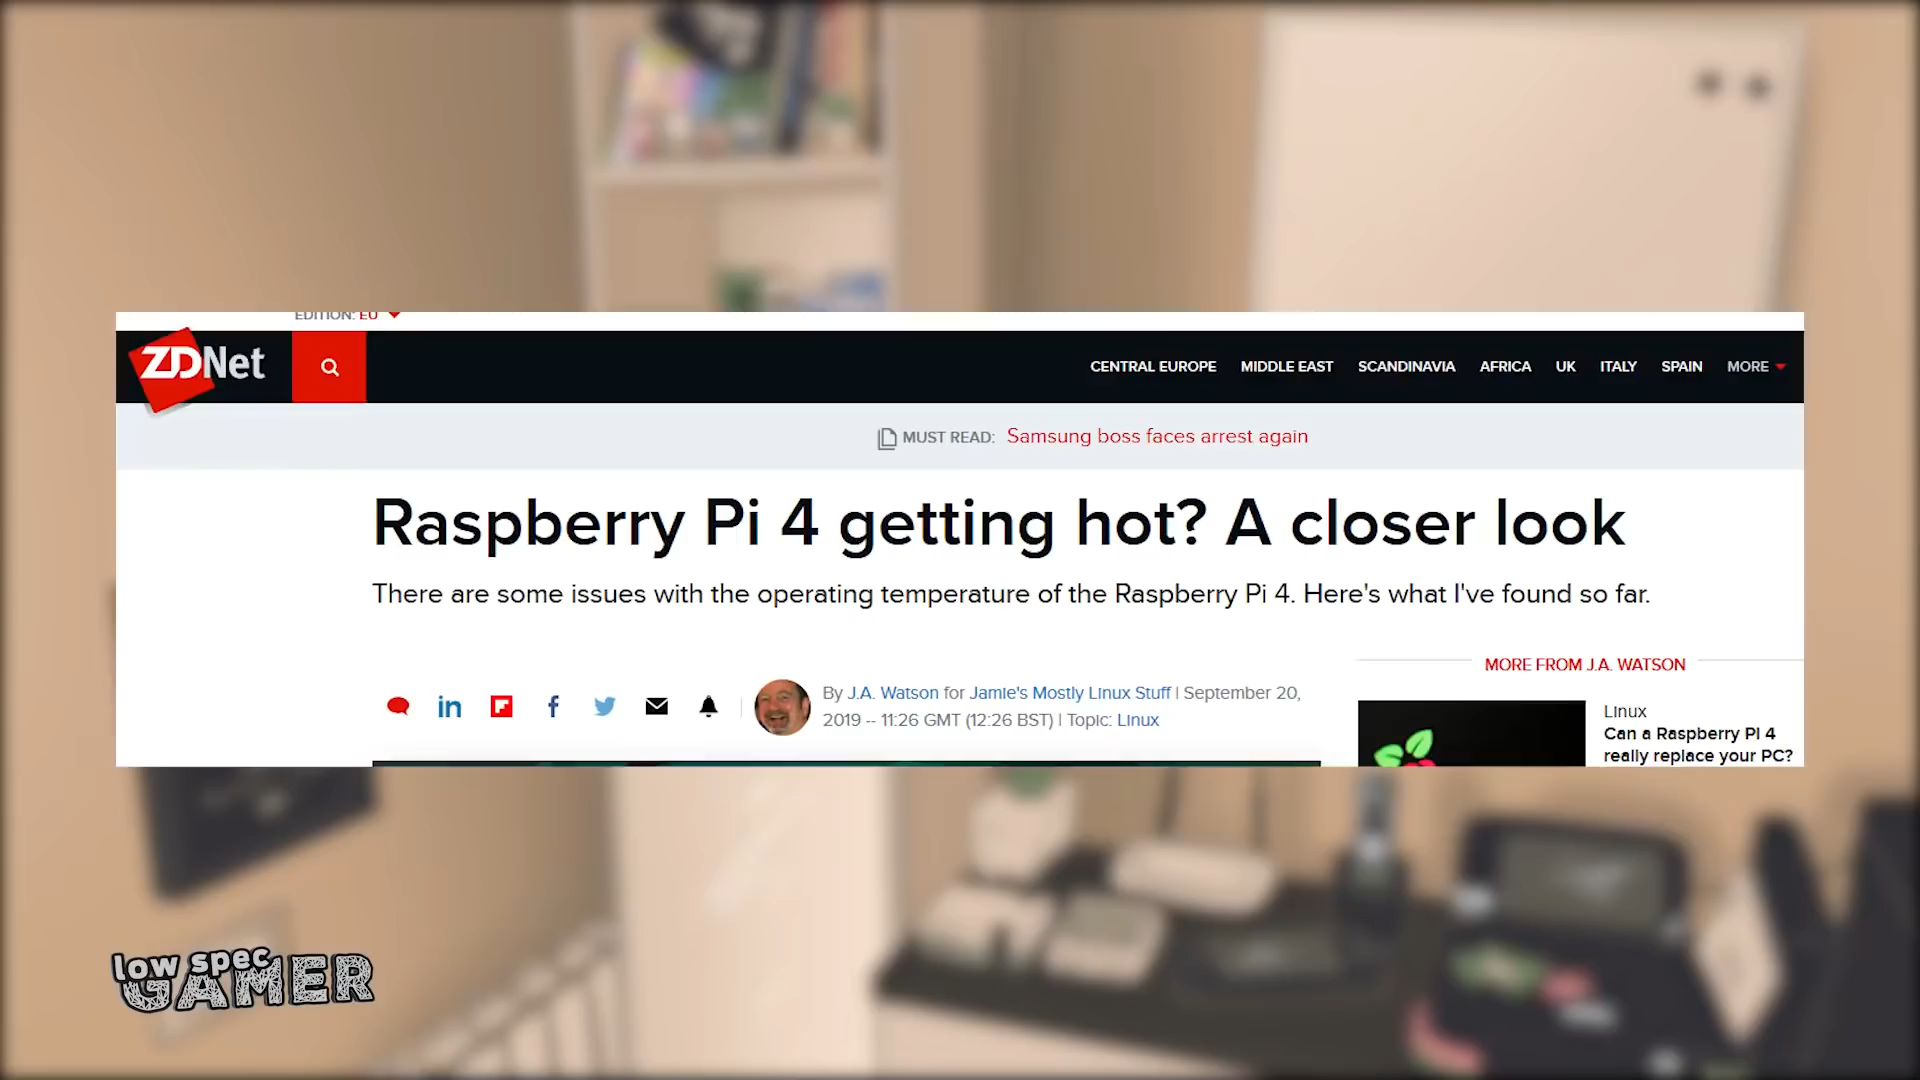 EDITION: EU
ZDNet
CENTRAL EUROPE MIDDLE EAST SCANDINAVIA AFRICA UK ITALY SPAIN MORE
MUST READ: Samsung boss faces arrest again
Raspberry Pi 4 getting hot? A closer look
There are some issues with the operating temperature of the Raspberry Pi 4. Here's what I've found so far.
MORE FROM J.A. WATSON
By J.A. Watson for Jamie's Mostly Linux Stuff | September 20,
2019 -- 11:26 GMT (12:26 BST) | Topic: Linux
Linux
Can a Raspberry Pi 4
really replace your PC?
low spec
GAMER